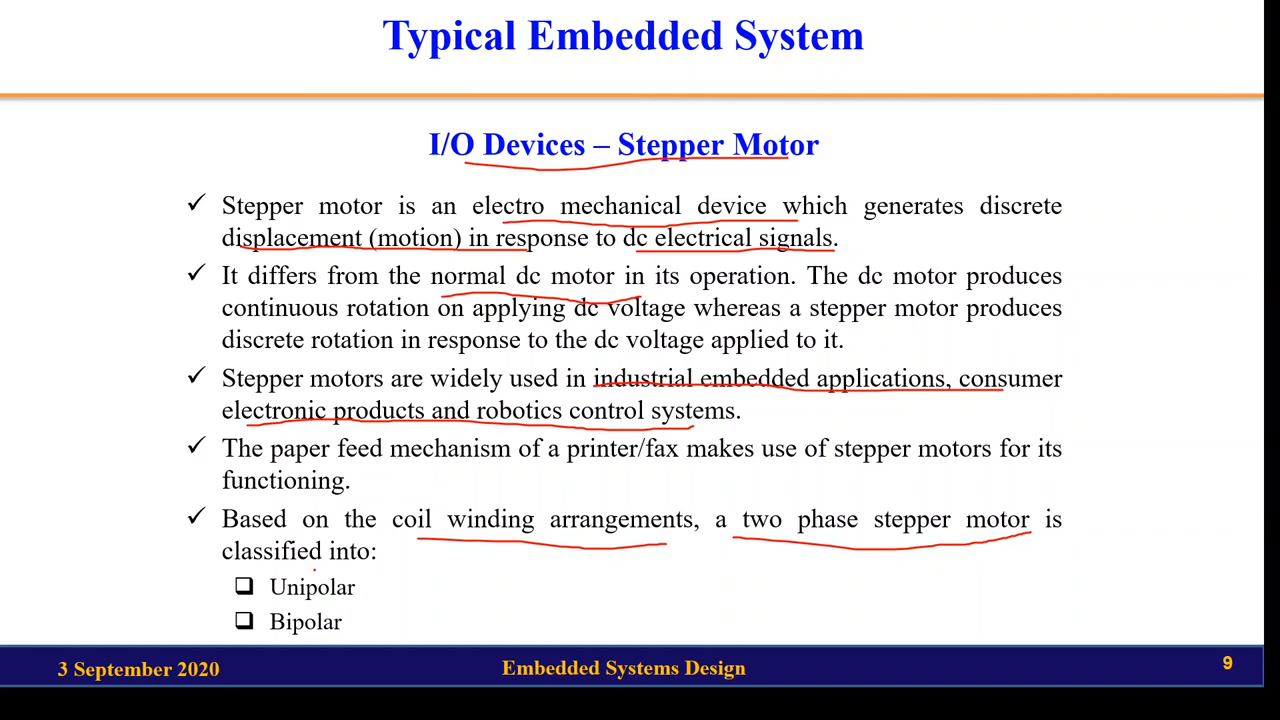 Typical Embedded System
I/O Devices – Stepper Motor
✓ Stepper motor is an electro mechanical device which generates discrete
displacement (motion) in response to dc electrical signals.
✓ It differs from the normal dc motor in its operation. The dc motor produces
continuous rotation on applying dc voltage whereas a stepper motor produces
discrete rotation in response to the dc voltage applied to it.
✓ Stepper motors are widely used in industrial embedded applications, consumer
electronic products and robotics control systems.
✓ The paper feed mechanism of a printer/fax makes use of stepper motors for its
functioning.
✓ Based on the coil winding arrangements, a two phase stepper motor is
classified into:
❑ Unipolar
❑ Bipolar
3 September 2020
Embedded Systems Design
9